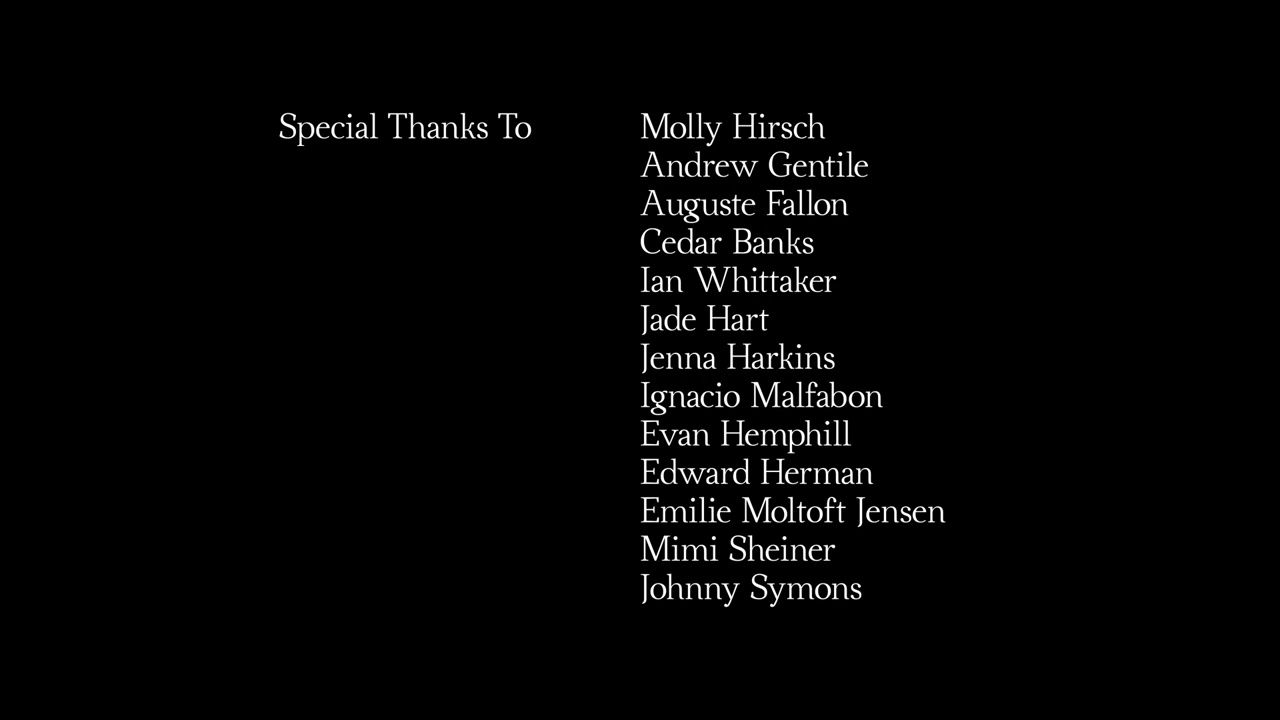 Special Thanks To Molly Hirsch
Andrew Gentile
Auguste Fallon
Cedar Banks
Ian Whittaker
Jade Hart
Jenna Harkins
Ignacio Malfabon
Evan Hemphill
Edward Herman
Emilie Moltoft Jensen
Mimi Sheiner
Johnny Symons